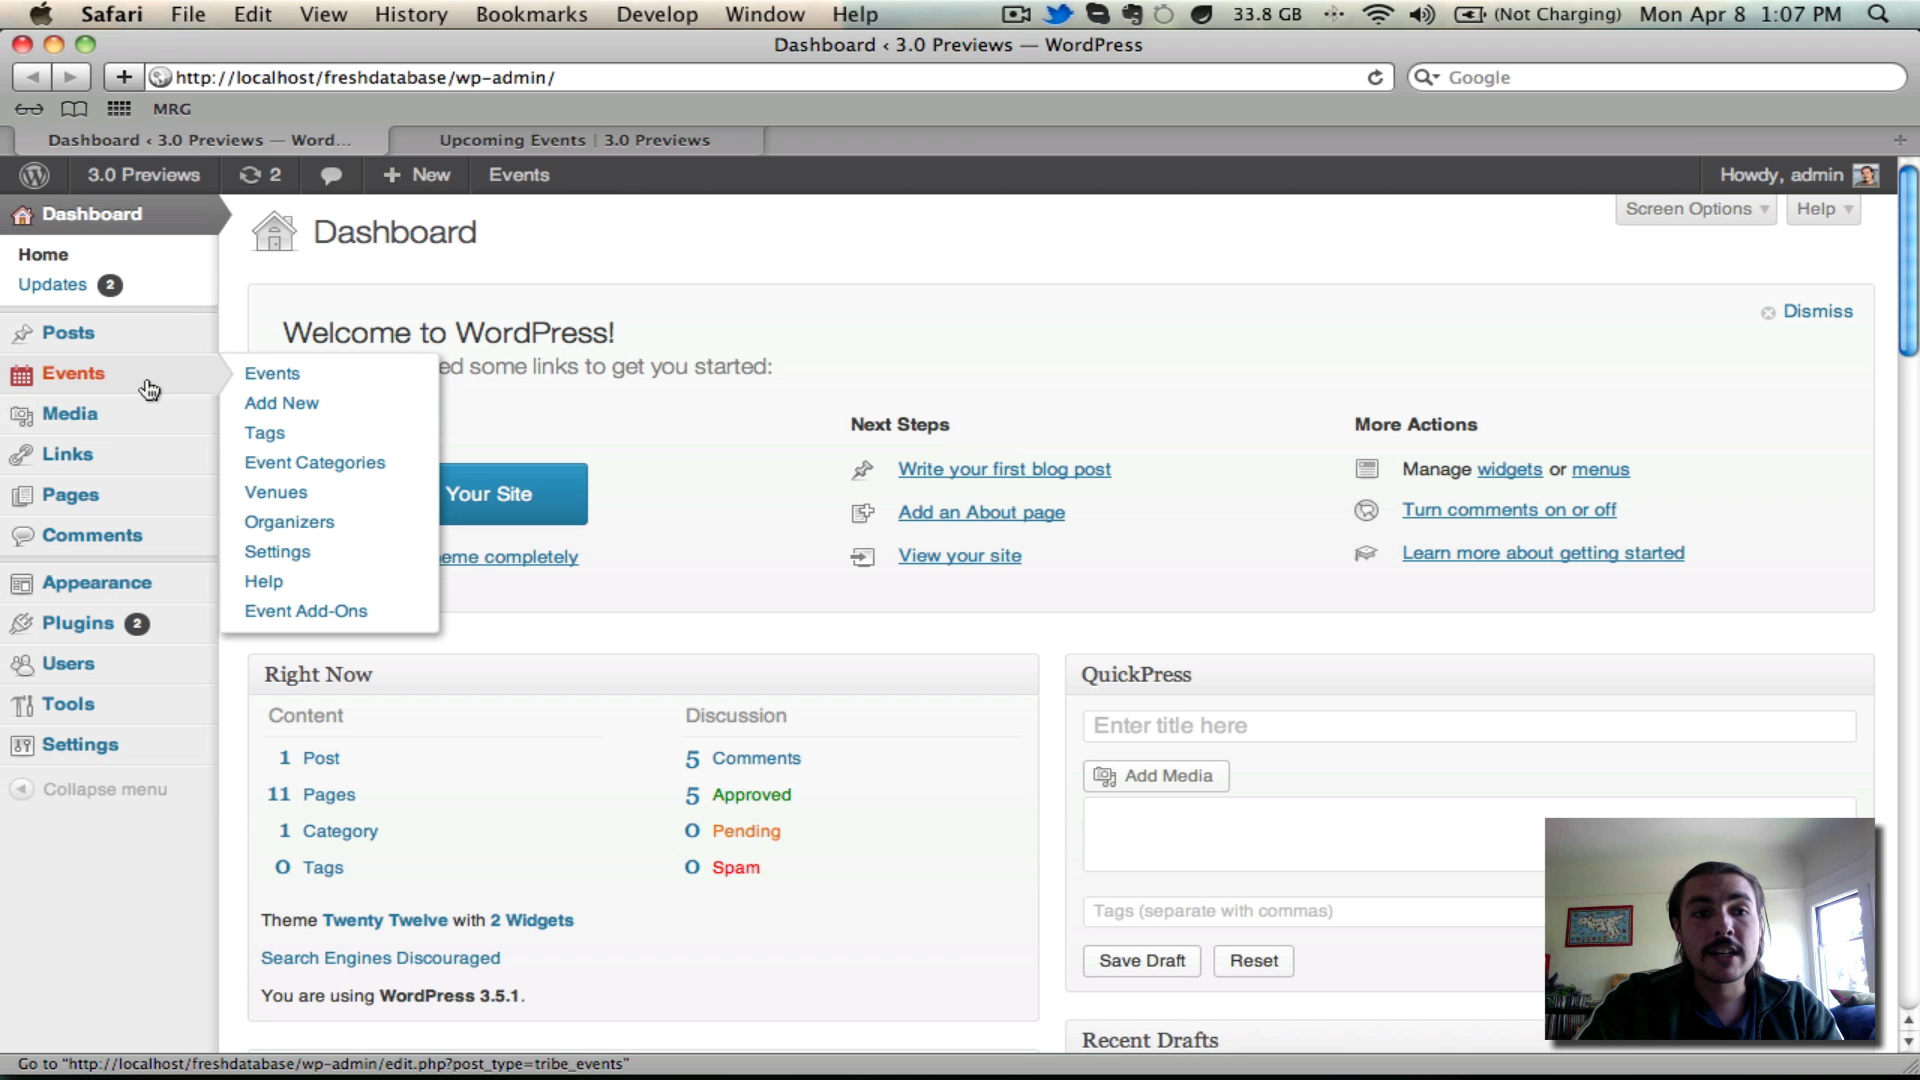 Safari File Edit View History Bookmarks Develop Window Help 33.8 GB (Not Charging) Mon Apr 8 1:07 PM
Dashboard ‹ 3.0 Previews — WordPress
http://localhost/freshdatabase/wp-admin/ Google
MRG
Dashboard ‹ 3.0 Previews — Word... Upcoming Events | 3.0 Previews
3.0 Previews 2 + New Events Howdy, admin
Dashboard
Home
Updates 2
Posts
Events
Media
Links
Pages
Comments
Appearance
Plugins 2
Users
Tools
Settings
Collapse menu
Events
Add New
Tags
Event Categories
Venues
Organizers
Settings
Help
Event Add-Ons
Screen Options Help
Dashboard
Dismiss
Welcome to WordPress!
ed some links to get you started:
Your Site
eme completely
Next Steps
Write your first blog post
Add an About page
View your site
More Actions
Manage widgets or menus
Turn comments on or off
Learn more about getting started
Right Now
Content
1 Post
11 Pages
1 Category
0 Tags
Discussion
5 Comments
5 Approved
0 Pending
0 Spam
Theme Twenty Twelve with 2 Widgets
Search Engines Discouraged
You are using WordPress 3.5.1.
QuickPress
Enter title here
Add Media
Tags (separate with commas)
Save Draft Reset
Recent Drafts
Go to "http://localhost/freshdatabase/wp-admin/edit.php?post_type=tribe_events"